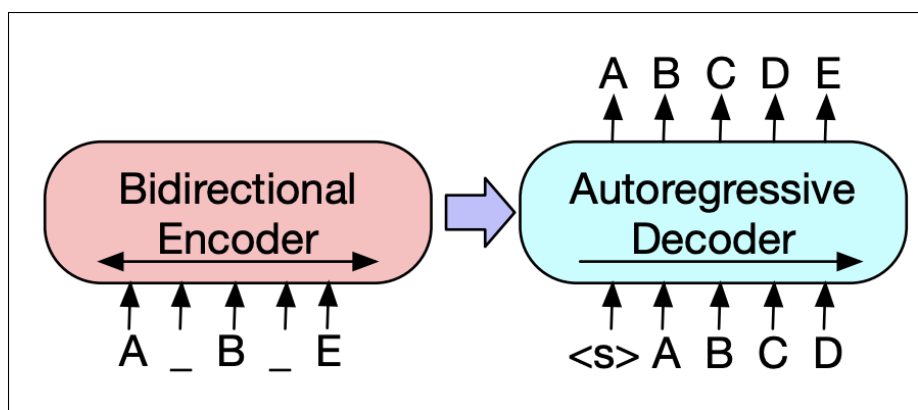 A B C D E
Bidirectional
Encoder
Autoregressive
Decoder
A _ B _ E
<s> A B C D